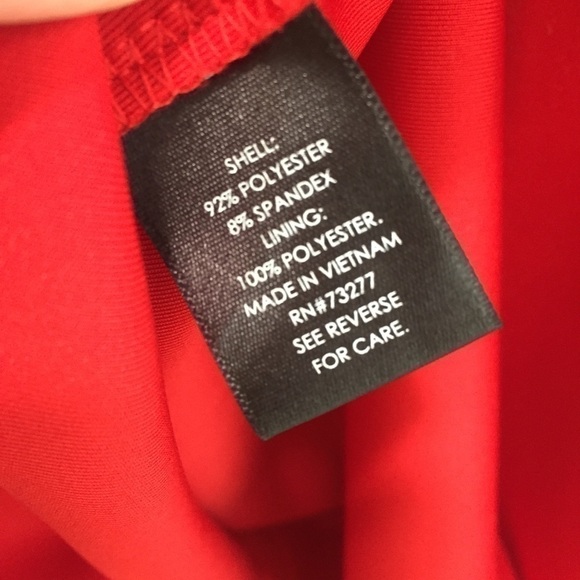 SHELL:
92% POLYESTER
8% SPANDEX
LINING:
100% POLYESTER.
MADE IN VIETNAM
RN#73277
SEE REVERSE
FOR CARE.